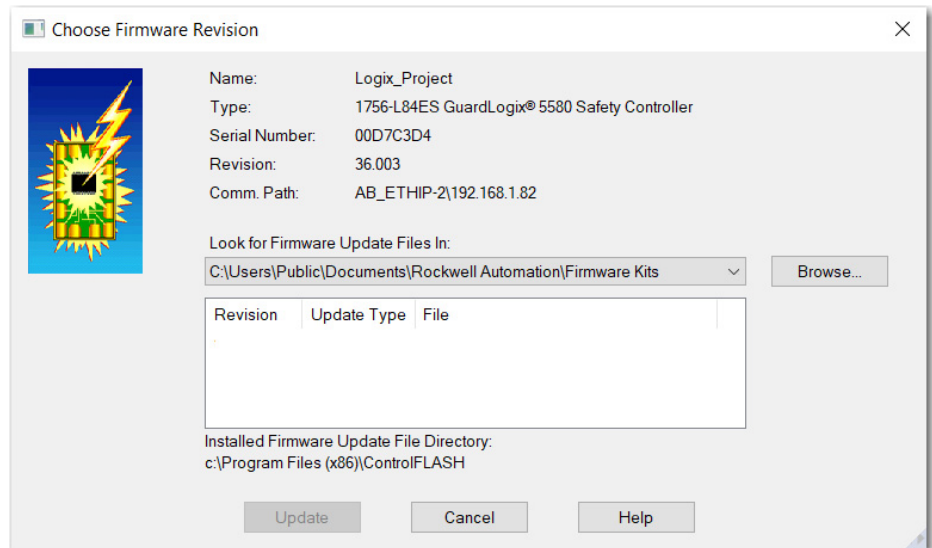 Choose Firmware Revision
Name: Logix_Project
Type: 1756-L84ES GuardLogix® 5580 Safety Controller
Serial Number: 00D7C3D4
Revision: 36.003
Comm. Path: AB_ETHIP-2\192.168.1.82
Look for Firmware Update Files In:
C:\Users\Public\Documents\Rockwell Automation\Firmware Kits Browse...
Revision Update Type File
Installed Firmware Update File Directory:
c:\Program Files (x86)\ControlFLASH
Update Cancel Help